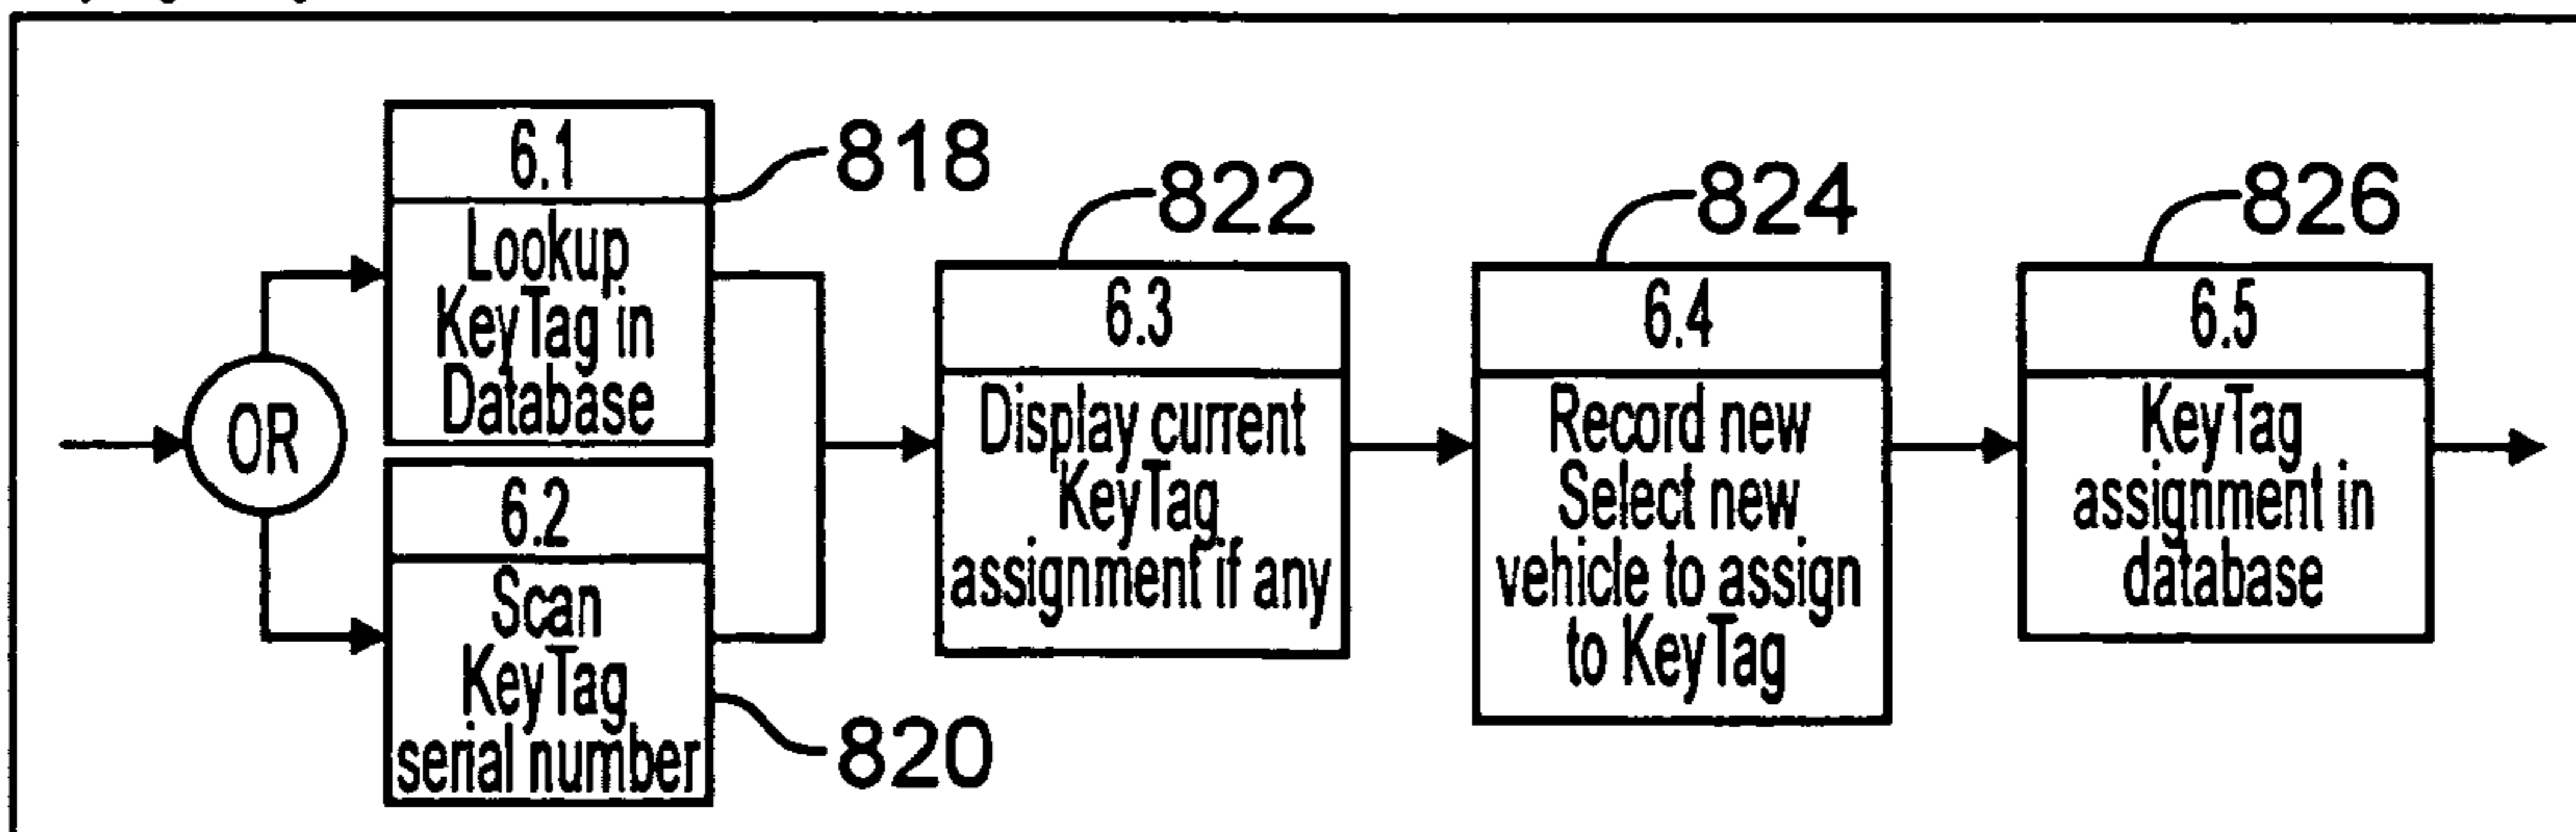 6.1
818
Lookup
KeyTag in
Database
OR
6.2
Scan
KeyTag
serial number
820
822
6.3
Display current
KeyTag
assignment if any
824
6.4
Record new
Select new
vehicle to assign
to KeyTag
826
6.5
KeyTag
assignment in
database